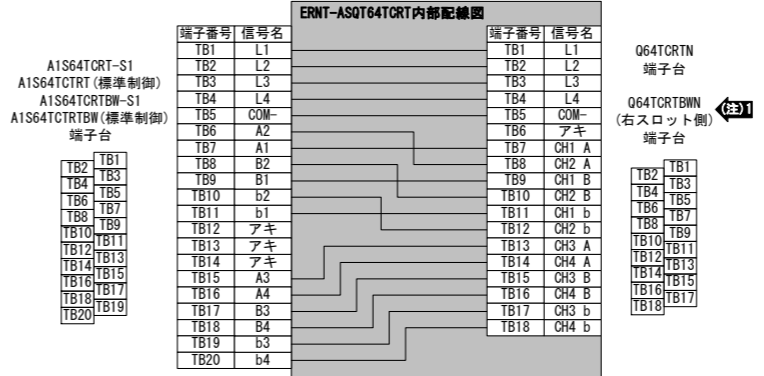 ERNT-ASQT64TCRT内部配線図
A1S64TCRT-S1
A1S64TCTRT(標準制御)
A1S64TCRTBW-S1
A1S64TCTRTBW(標準制御)
端子台
TB1
TB2
TB3
TB4
TB5
TB6
TB7
TB8
TB9
TB10
TB11
TB12
TB13
TB14
TB15
TB16
TB17
TB18
TB19
TB20
端子番号 信号名
TB1 L1
TB2 L2
TB3 L3
TB4 L4
TB5 COM-
TB6 A2
TB7 A1
TB8 B2
TB9 B1
TB10 b2
TB11 b1
TB12 アキ
TB13 アキ
TB14 アキ
TB15 A3
TB16 A4
TB17 B3
TB18 B4
TB19 b3
TB20 b4
端子番号 信号名
TB1 L1
TB2 L2
TB3 L3
TB4 L4
TB5 COM-
TB6 アキ
TB7 CH1 A
TB8 CH2 A
TB9 CH1 B
TB10 CH2 B
TB11 CH1 b
TB12 CH2 b
TB13 CH3 A
TB14 CH4 A
TB15 CH3 B
TB16 CH4 B
TB17 CH3 b
TB18 CH4 b
Q64TCRTN
端子台
Q64TCRTBWN
(注)1
(右スロット側)
端子台
TB1
TB2
TB3
TB4
TB5
TB6
TB7
TB8
TB9
TB10
TB11
TB12
TB13
TB14
TB15
TB16
TB17
TB18